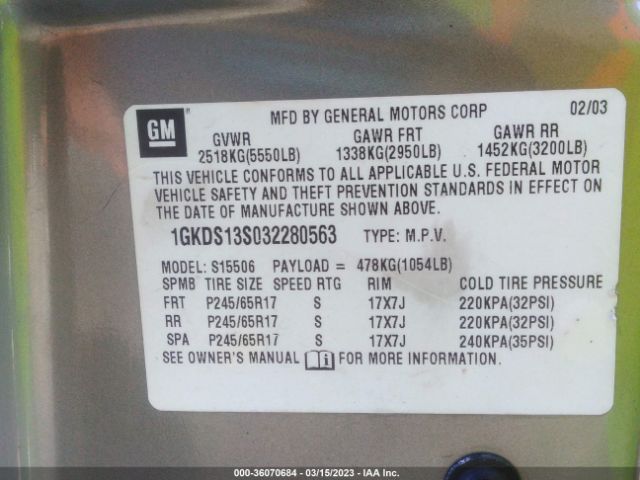 GM
MFD BY GENERAL MOTORS CORP 02/03
GVWR GAWR FRT GAWR RR
2518KG(5550LB) 1338KG(2950LB) 1452KG(3200LB)
THIS VEHICLE CONFORMS TO ALL APPLICABLE U.S. FEDERAL MOTOR
VEHICLE SAFETY AND THEFT PREVENTION STANDARDS IN EFFECT ON
THE DATE OF MANUFACTURE SHOWN ABOVE.
1GKDS13S032280563 TYPE: M.P.V.
MODEL: S15506 PAYLOAD = 478KG(1054LB)
SPMB TIRE SIZE SPEED RTG RIM COLD TIRE PRESSURE
FRT P245/65R17 S 17X7J 220KPA(32PSI)
RR P245/65R17 S 17X7J 220KPA(32PSI)
SPA P245/65R17 S 17X7J 240KPA(35PSI)
SEE OWNER'S MANUAL FOR MORE INFORMATION.
000-36070684 - 03/15/2023 - IAA Inc.